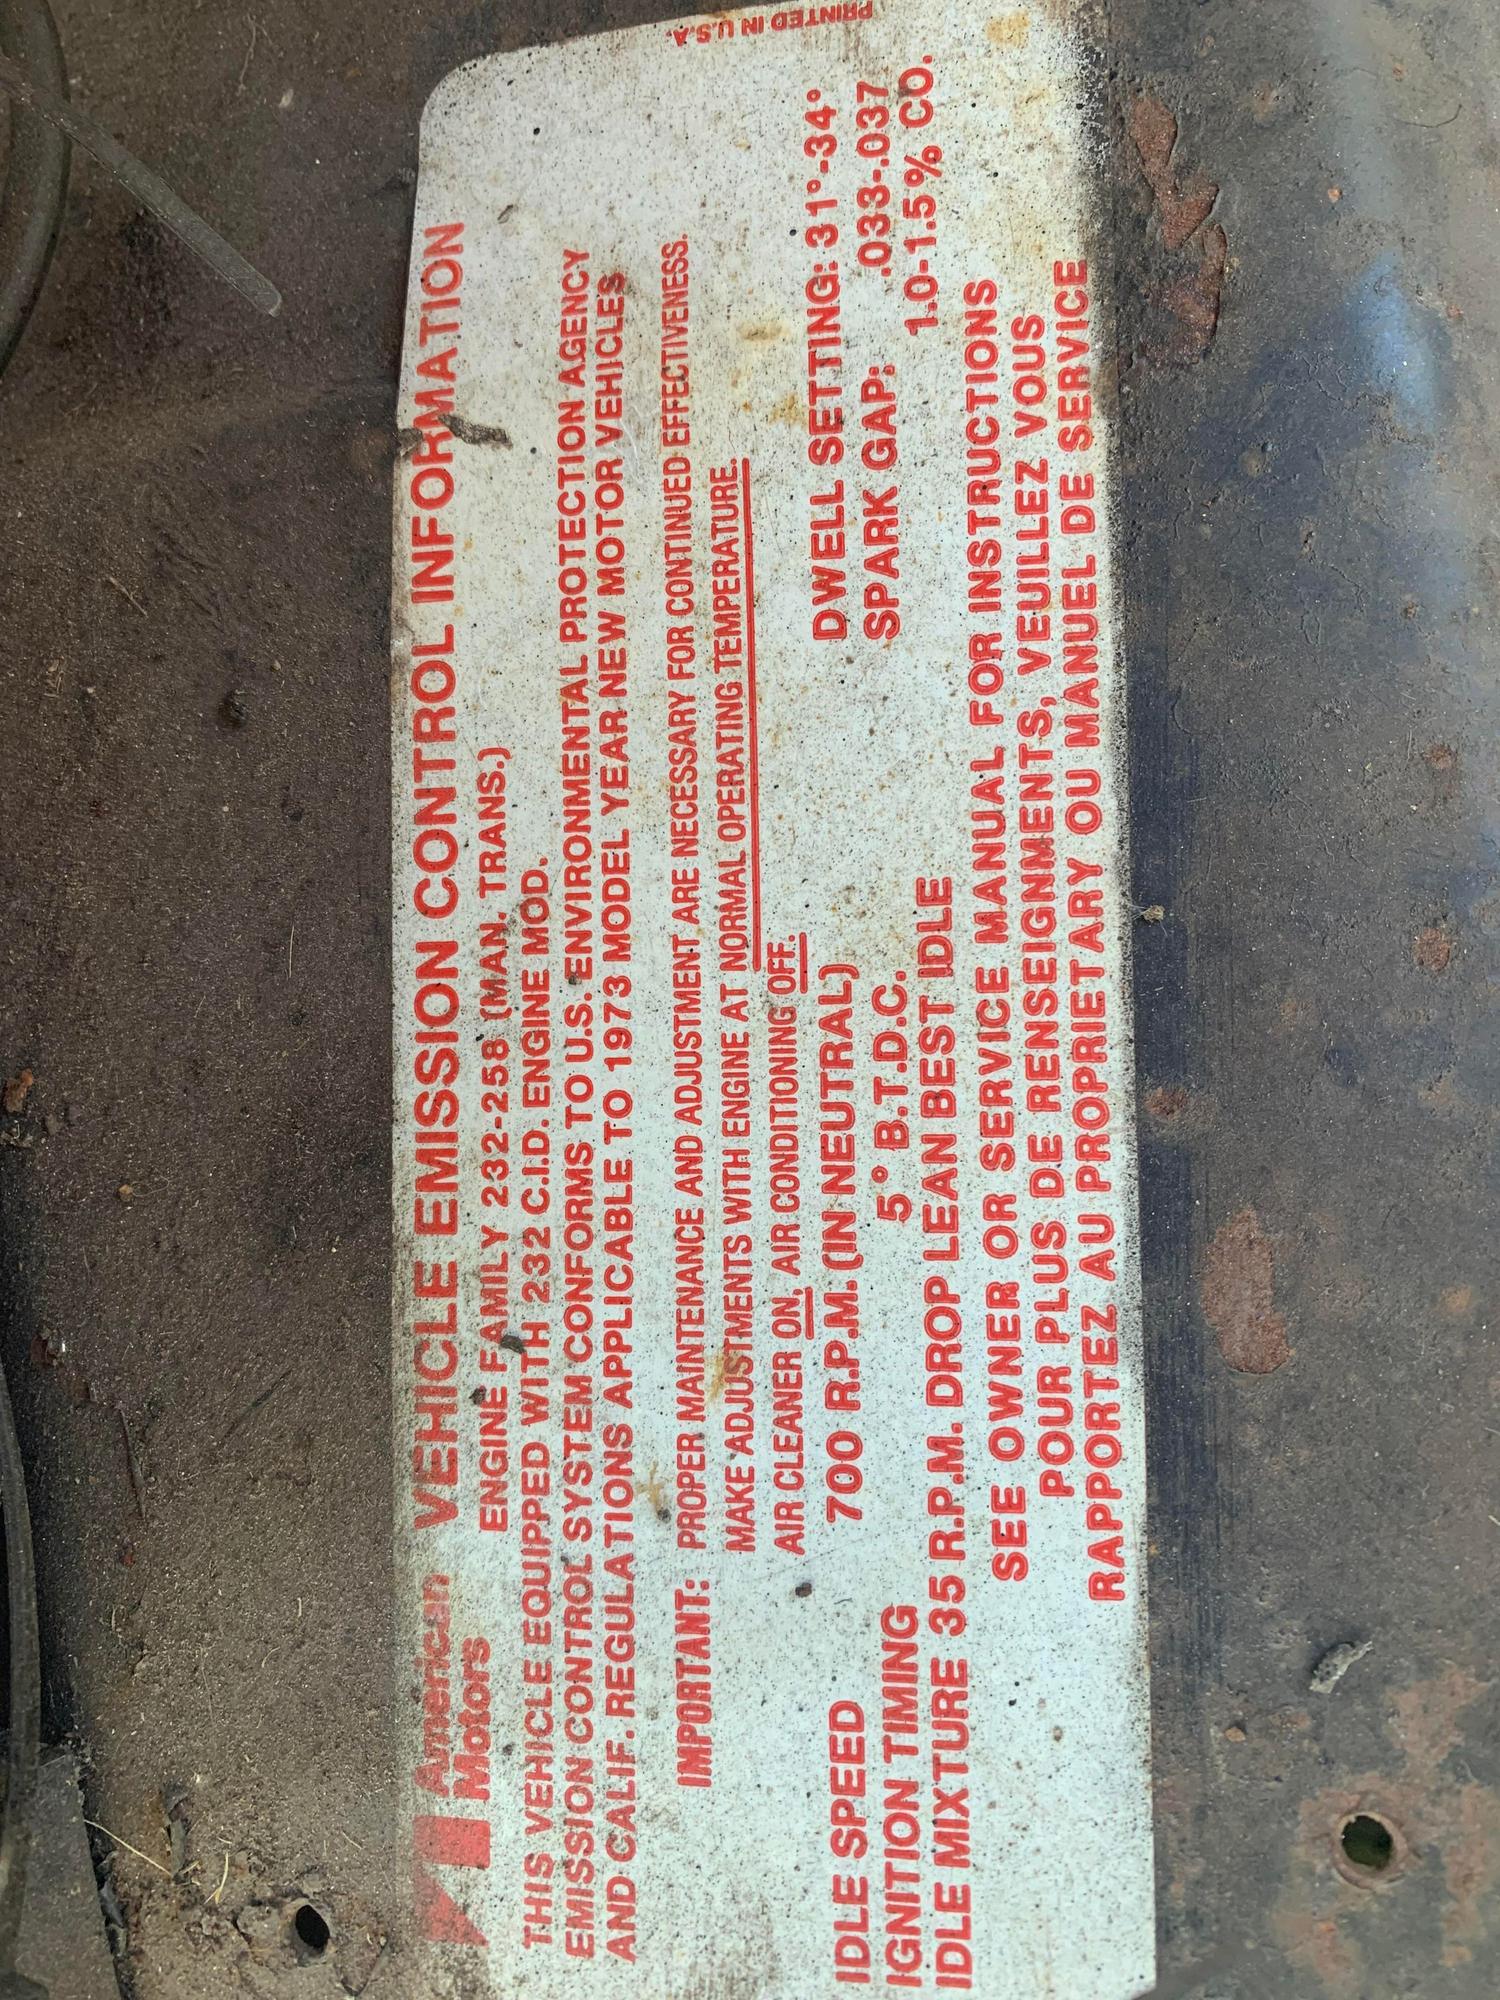 American Motors
VEHICLE EMISSION CONTROL INFORMATION
ENGINE FAMILY 232-258 (MAN. TRANS.)
THIS VEHICLE EQUIPPED WITH 232 C.I.D. ENGINE MOD.
EMISSION CONTROL SYSTEM CONFORMS TO U.S. ENVIRONMENTAL PROTECTION AGENCY
AND CALIF. REGULATIONS APPLICABLE TO 1973 MODEL YEAR NEW MOTOR VEHICLES
IMPORTANT: PROPER MAINTENANCE AND ADJUSTMENT ARE NECESSARY FOR CONTINUED EFFECTIVENESS.
MAKE ADJUSTMENTS WITH ENGINE AT NORMAL OPERATING TEMPERATURE.
AIR CLEANER ON, AIR CONDITIONING OFF.
IDLE SPEED 700 R.P.M. (IN NEUTRAL) DWELL SETTING: 31°-34°
IGNITION TIMING 5° B.T.D.C. SPARK GAP: .033-.037
IDLE MIXTURE 35 R.P.M. DROP LEAN BEST IDLE 1.0-1.5% CO.
SEE OWNER OR SERVICE MANUAL FOR INSTRUCTIONS
POUR PLUS DE RENSEIGNMENTS, VEUILLEZ VOUS
RAPPORTEZ AU PROPRIETARY OU MANUEL DE SERVICE
PRINTED IN U.S.A.